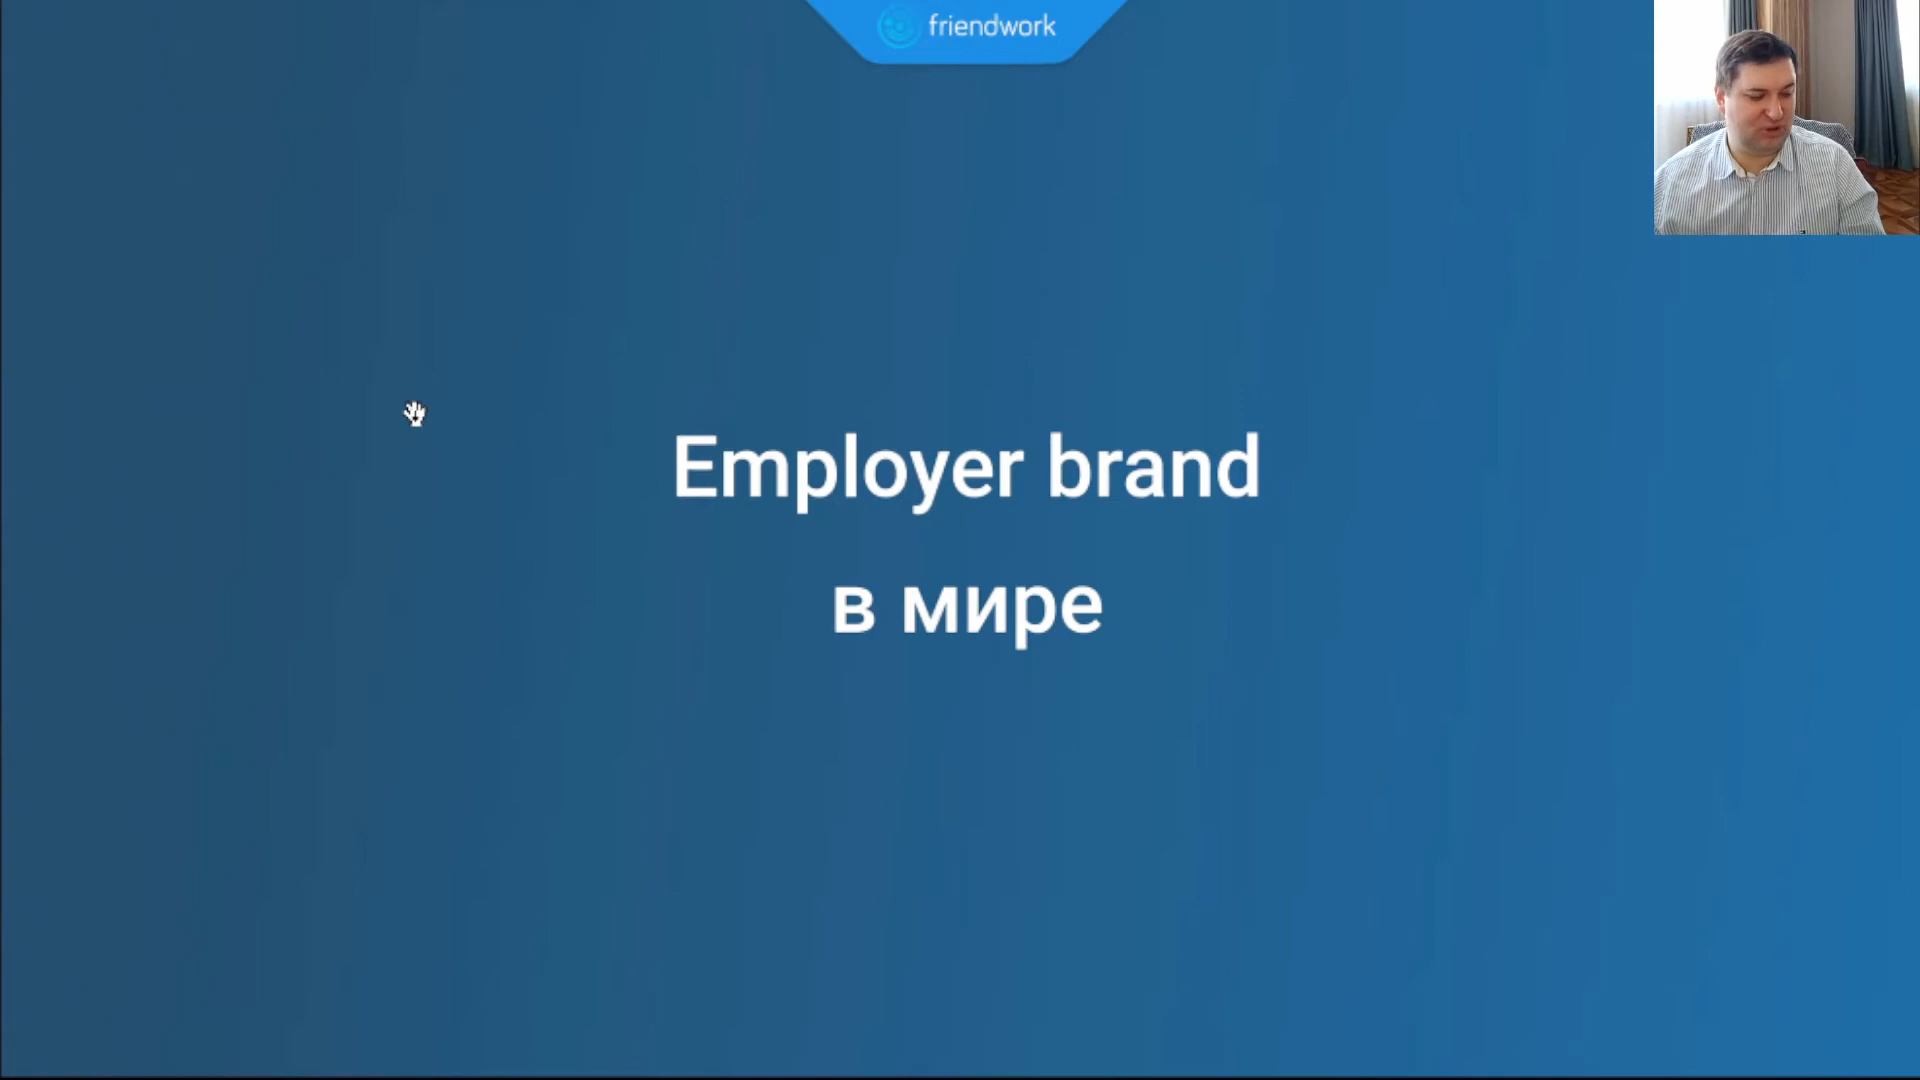 friendwork
Employer brand
в мире